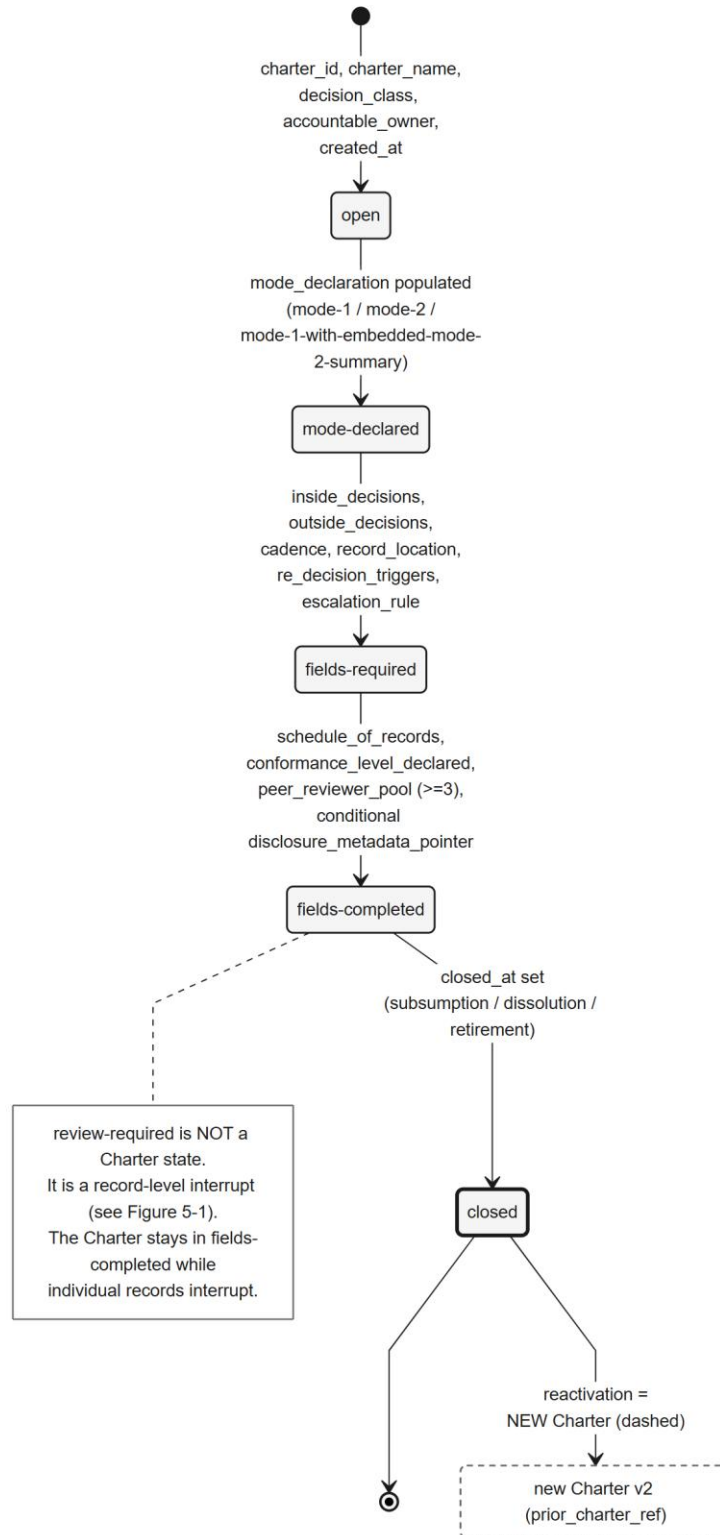 charter_id, charter_name,
decision_class,
accountable_owner,
created_at
open
mode_declaration populated
(mode-1 / mode-2 /
mode-1-with-embedded-mode-
2-summary)
mode-declared
inside_decisions,
outside_decisions,
cadence, record_location,
re_decision_triggers,
escalation_rule
fields-required
schedule_of_records,
conformance_level_declared,
peer_reviewer_pool (>=3),
conditional
disclosure_metadata_pointer
fields-completed
closed_at set
(subsumption / dissolution /
retirement)
review-required is NOT a
Charter state.
It is a record-level interrupt
(see Figure 5-1).
The Charter stays in fields-
completed while
individual records interrupt.
closed
reactivation =
NEW Charter (dashed)
new Charter v2
(prior_charter_ref)